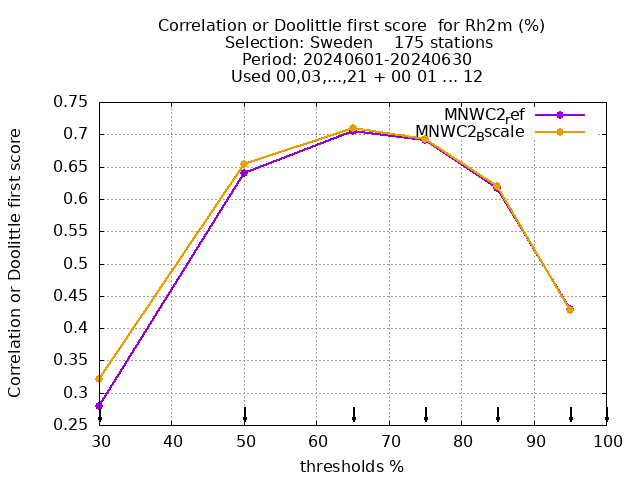 Correlation or Doolittle first score  for Rh2m (%)
Selection: Sweden    175 stations
Period: 20240601-20240630
Used 00,03,...,21 + 00 01 ... 12
Correlation or Doolittle first score
0.75
0.7
0.65
0.6
0.55
0.5
0.45
0.4
0.35
0.3
0.25
MNWC2ref
MNWC2Bscale
30 40 50 60 70 80 90 100
thresholds %